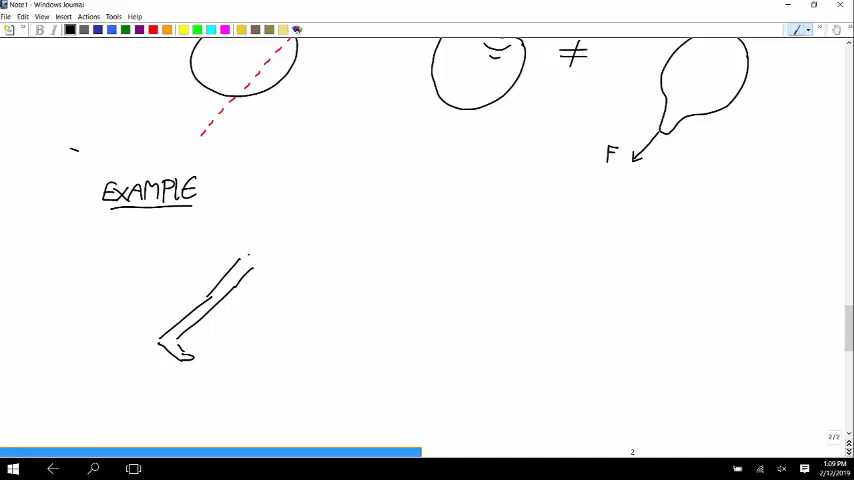 Note1 - Windows Journal
File Edit View Insert Actions Tools Help
B I
≠
F
EXAMPLE
2/2
2
1:09 PM
2/12/2019